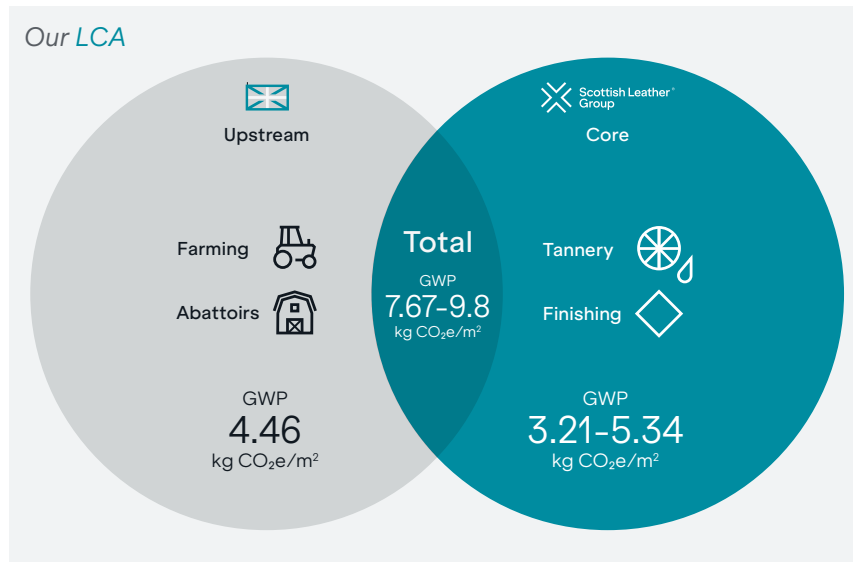 Our LCA
Upstream
Farming
Abattoirs
GWP
4.46
kg CO₂e/m²
Total
GWP
7.67-9.8
kg CO₂e/m²
Scottish Leather®
Group
Core
Tannery
Finishing
GWP
3.21-5.34
kg CO₂e/m²